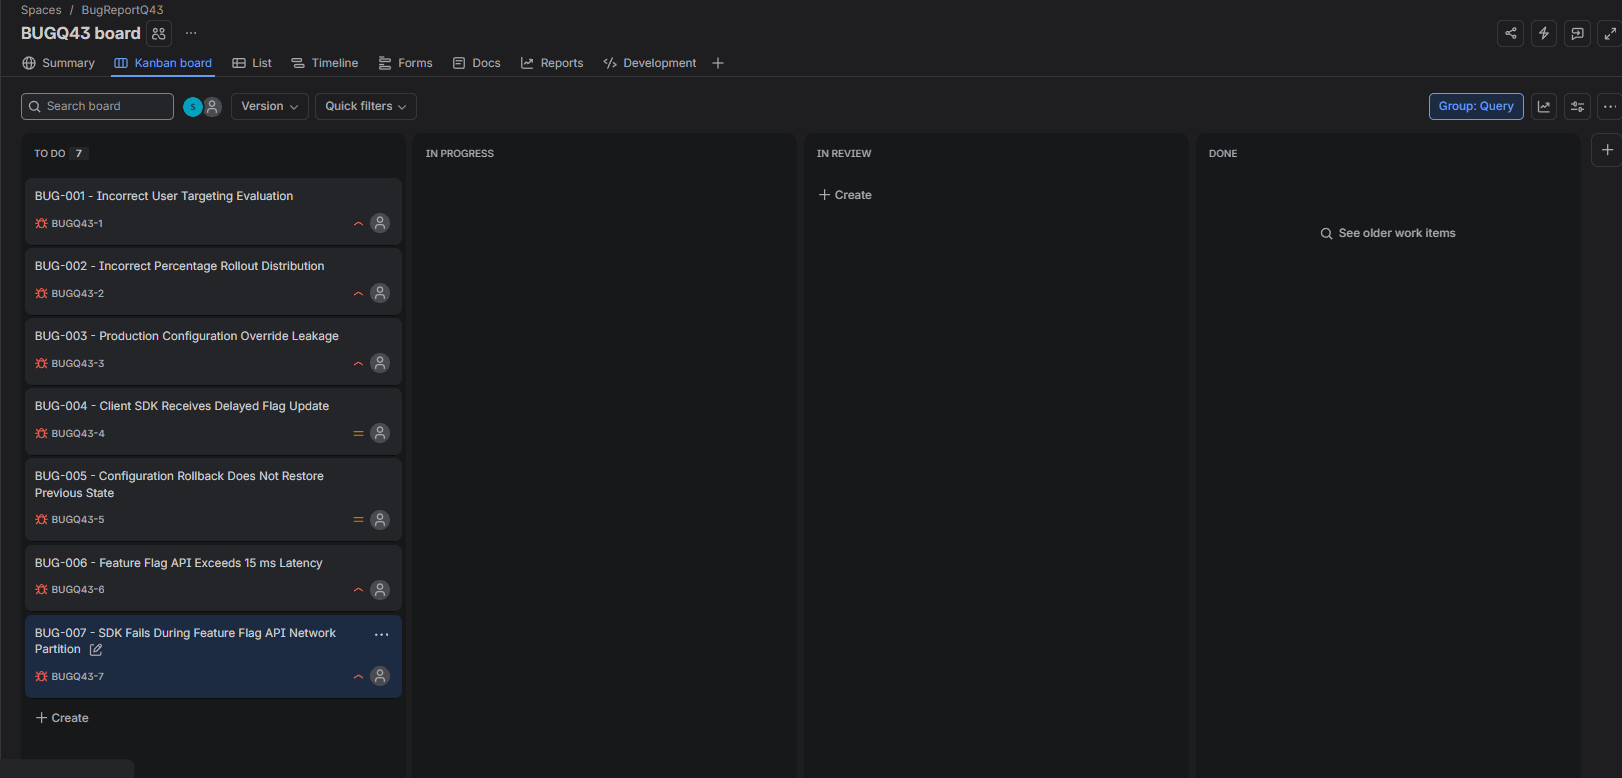 Spaces / BugReportQ43
BUGQ43 board
Summary Kanban board List Timeline Forms Docs Reports Development
Search board S Version Quick filters Group: Query
TO DO 7
BUG-001 - Incorrect User Targeting Evaluation
BUGQ43-1
BUG-002 - Incorrect Percentage Rollout Distribution
BUGQ43-2
BUG-003 - Production Configuration Override Leakage
BUGQ43-3
BUG-004 - Client SDK Receives Delayed Flag Update
BUGQ43-4
BUG-005 - Configuration Rollback Does Not Restore
Previous State
BUGQ43-5
BUG-006 - Feature Flag API Exceeds 15 ms Latency
BUGQ43-6
BUG-007 - SDK Fails During Feature Flag API Network
Partition
BUGQ43-7
Create
IN PROGRESS
IN REVIEW
Create
DONE
See older work items